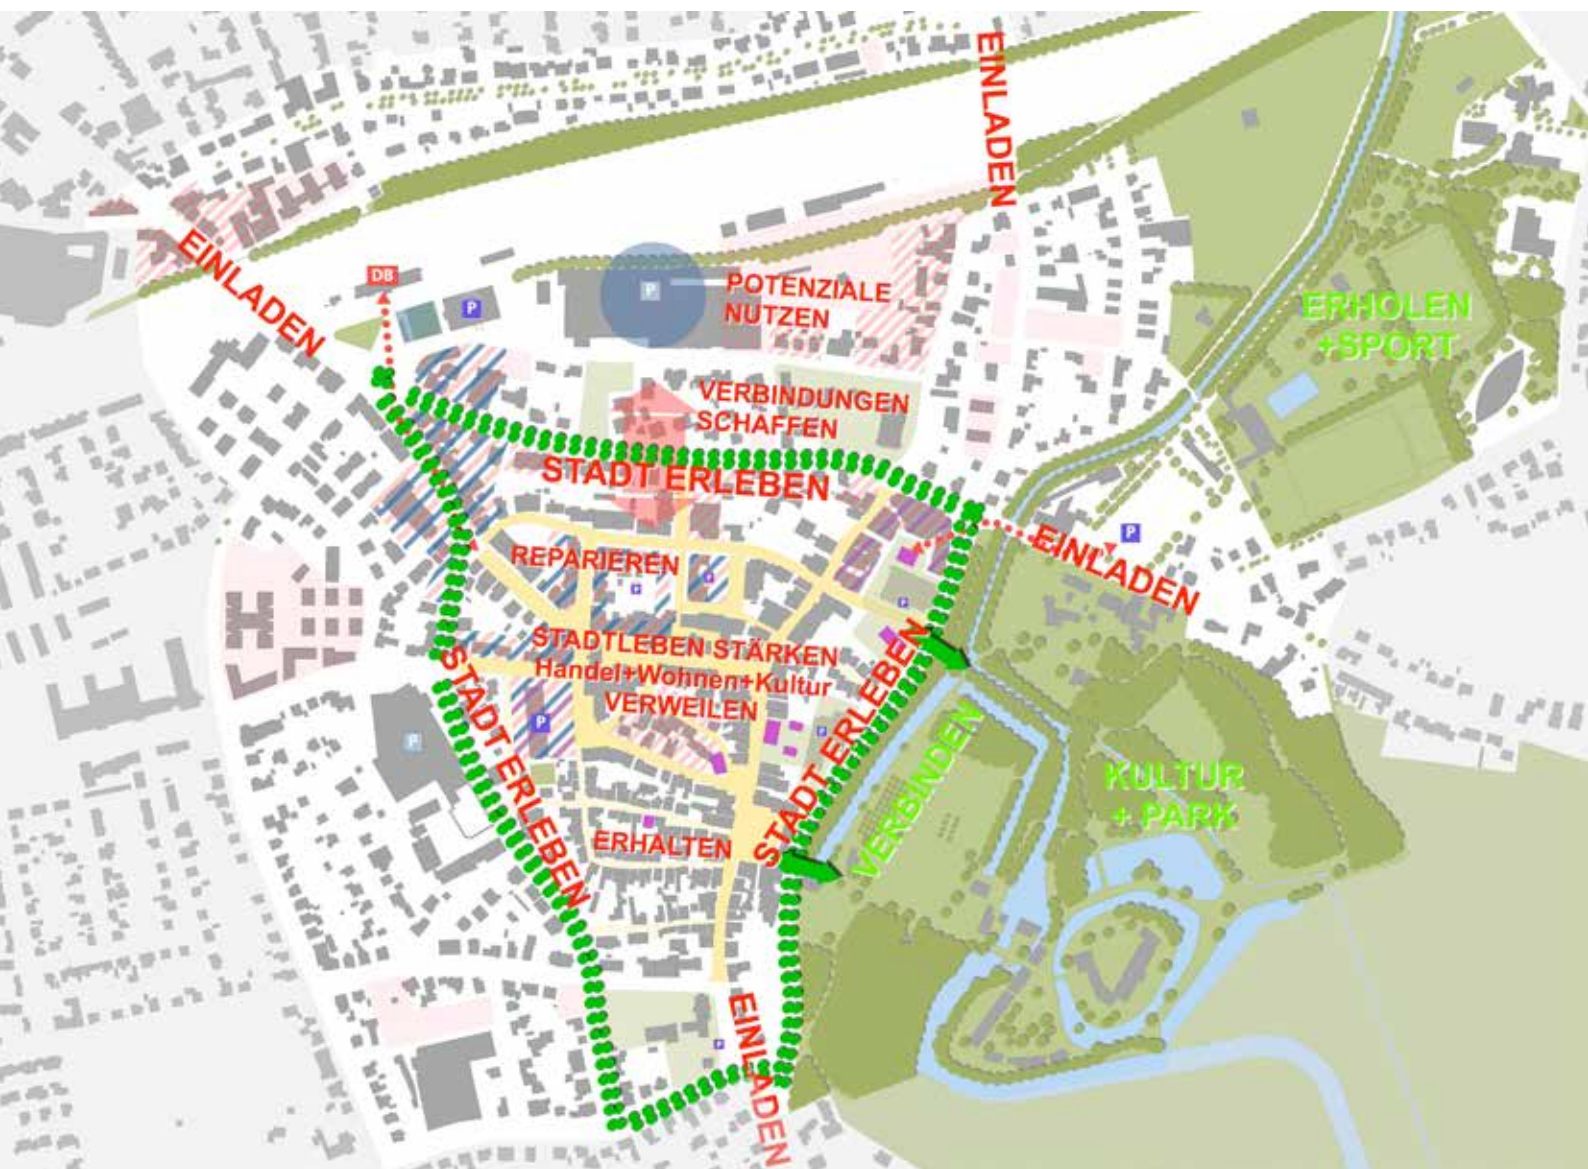 EINLADEN
EINLADEN
DB
P
P
POTENZIALE
NUTZEN
ERHOLEN
+SPORT
VERBINDUNGEN
SCHAFFEN
STADT ERLEBEN
P
EINLADEN
REPARIEREN
P
P
P
STADTLEBEN STÄRKEN
Handel+Wohnen+Kultur
VERWEILEN
STADT ERLEBEN
STADT ERLEBEN
P
P
P
VERBINDEN
KULTUR
+ PARK
ERHALTEN
EINLADEN
P